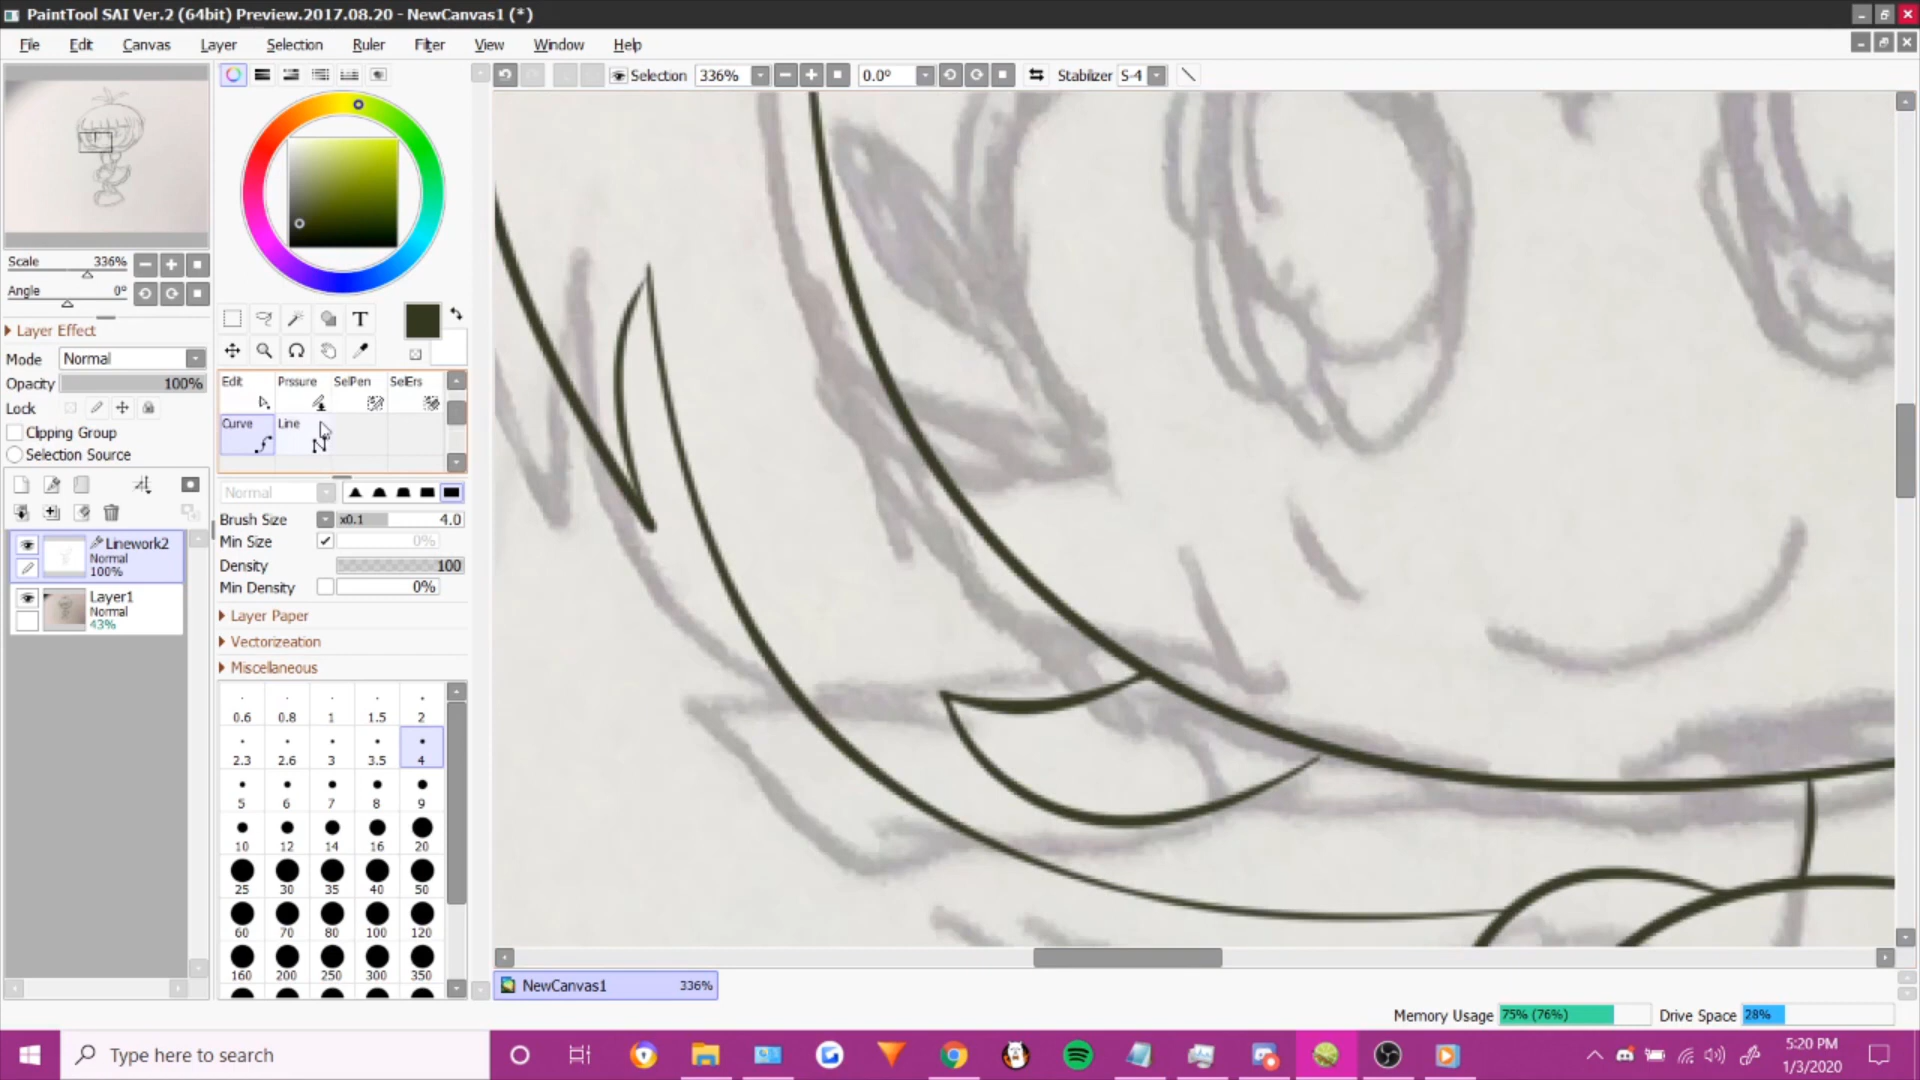 PaintTool SAI Ver.2 (64bit) Preview.2017.08.20 - NewCanvas1 (*)
File Edit Canvas Layer Selection Ruler Filter View Window Help
Selection 336% 0.0° Stabilizer S-4
Scale 336%
Angle 0°
Layer Effect
Mode Normal
Opacity 100%
Lock
Clipping Group
Selection Source
Linework2
Normal
100%
Layer1
Normal
43%
T
Edit Prssure SelPen SelErs
Curve Line
Normal
Brush Size x0.1 4.0
Min Size 0%
Density 100
Min Density 0%
Layer Paper
Vectorizeation
Miscellaneous
0.6 0.8 1 1.5 2
2.3 2.6 3 3.5 4
5 6 7 8 9
10 12 14 16 20
25 30 35 40 50
60 70 80 100 120
160 200 250 300 350
NewCanvas1 336%
Memory Usage 75% (76%) Drive Space 28%
Type here to search
5:20 PM
1/3/2020